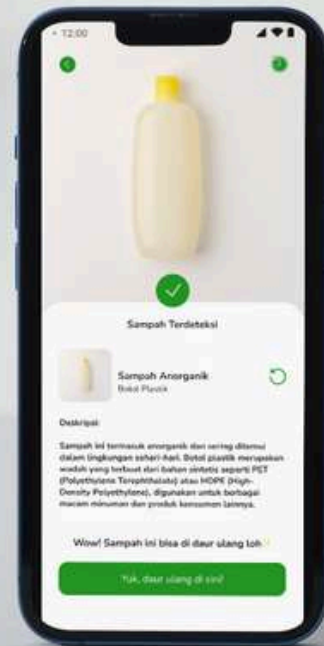 12:00
Sampah Terdeteksi
Sampah Anorganik
Botol Plastik
Deskripsi:
Sampah ini termasuk anorganik dan sering ditemui
dalam lingkungan sehari-hari. Botol plastik merupakan
wadah yang terbuat dari bahan sintetis seperti PET
(Polyethylene Terephthalate) atau HDPE (High-
Density Polyethylene), digunakan untuk berbagai
macam minuman dan produk konsumen lainnya.
Wow! Sampah ini bisa di daur ulang loh
Yuk, daur ulang di sini!